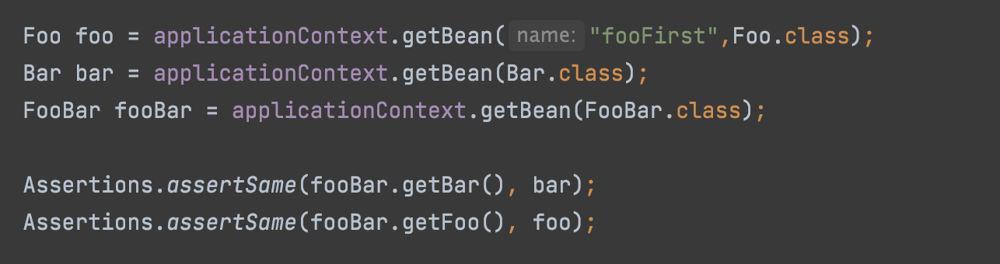 Foo foo = applicationContext.getBean( name: "fooFirst",Foo.class);
Bar bar = applicationContext.getBean(Bar.class);
FooBar fooBar = applicationContext.getBean(FooBar.class);
Assertions.assertSame(fooBar.getBar(), bar);
Assertions.assertSame(fooBar.getFoo(), foo);